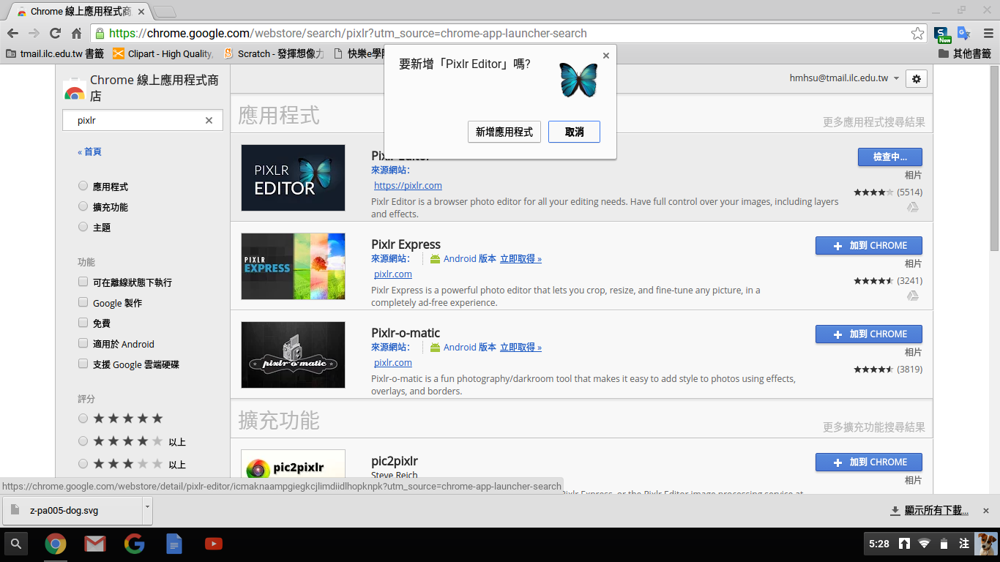 Chrome 線上應用程式商
https://chrome.google.com/webstore/search/pixlr?utm_source=chrome-app-launcher-search
New
tmail.ilc.edu.tw 書籤
Clipart - High Quality,
Scratch - 發揮想像力
快樂e學
其他書籤
要新增「Pixlr Editor」嗎?
新增應用程式
取消
Chrome 線上應用程式商
店
hmhsu@tmail.ilc.edu.tw
pixlr
« 首頁
應用程式
擴充功能
主題
功能
可在離線狀態下執行
Google 製作
免費
適用於 Android
支援 Google 雲端硬碟
評分
以上
以上
應用程式
更多應用程式搜尋結果
PIXLR
EDITOR
Pixlr Editor
來源網站:
https://pixlr.com
Pixlr Editor is a browser photo editor for all your editing needs. Have full control over your images, including layers
and effects.
檢查中...
相片
(5514)
PIXLR
EXPRESS
Pixlr Express
來源網站:
Android 版本 立即取得 »
pixlr.com
Pixlr Express is a powerful photo editor that lets you crop, resize, and fine-tune any picture, in a
completely ad-free experience.
加到 CHROME
相片
(3241)
pixlr-o-matic
Pixlr-o-matic
來源網站:
Android 版本 立即取得 »
pixlr.com
Pixlr-o-matic is a fun photography/darkroom tool that makes it easy to add style to photos using effects,
overlays, and borders.
加到 CHROME
相片
(3819)
擴充功能
更多擴充功能搜尋結果
pic2pixlr
pic2pixlr
Steve Reich
Pixlr Express, or the Pixlr Editor image processing service at
加到 CHROME
相片
https://chrome.google.com/webstore/detail/pixlr-editor/icmaknaampgiegkcjlimdiidlhopknpk?utm_source=chrome-app-launcher-search
z-pa005-dog.svg
顯示所有下載...
5:28
注